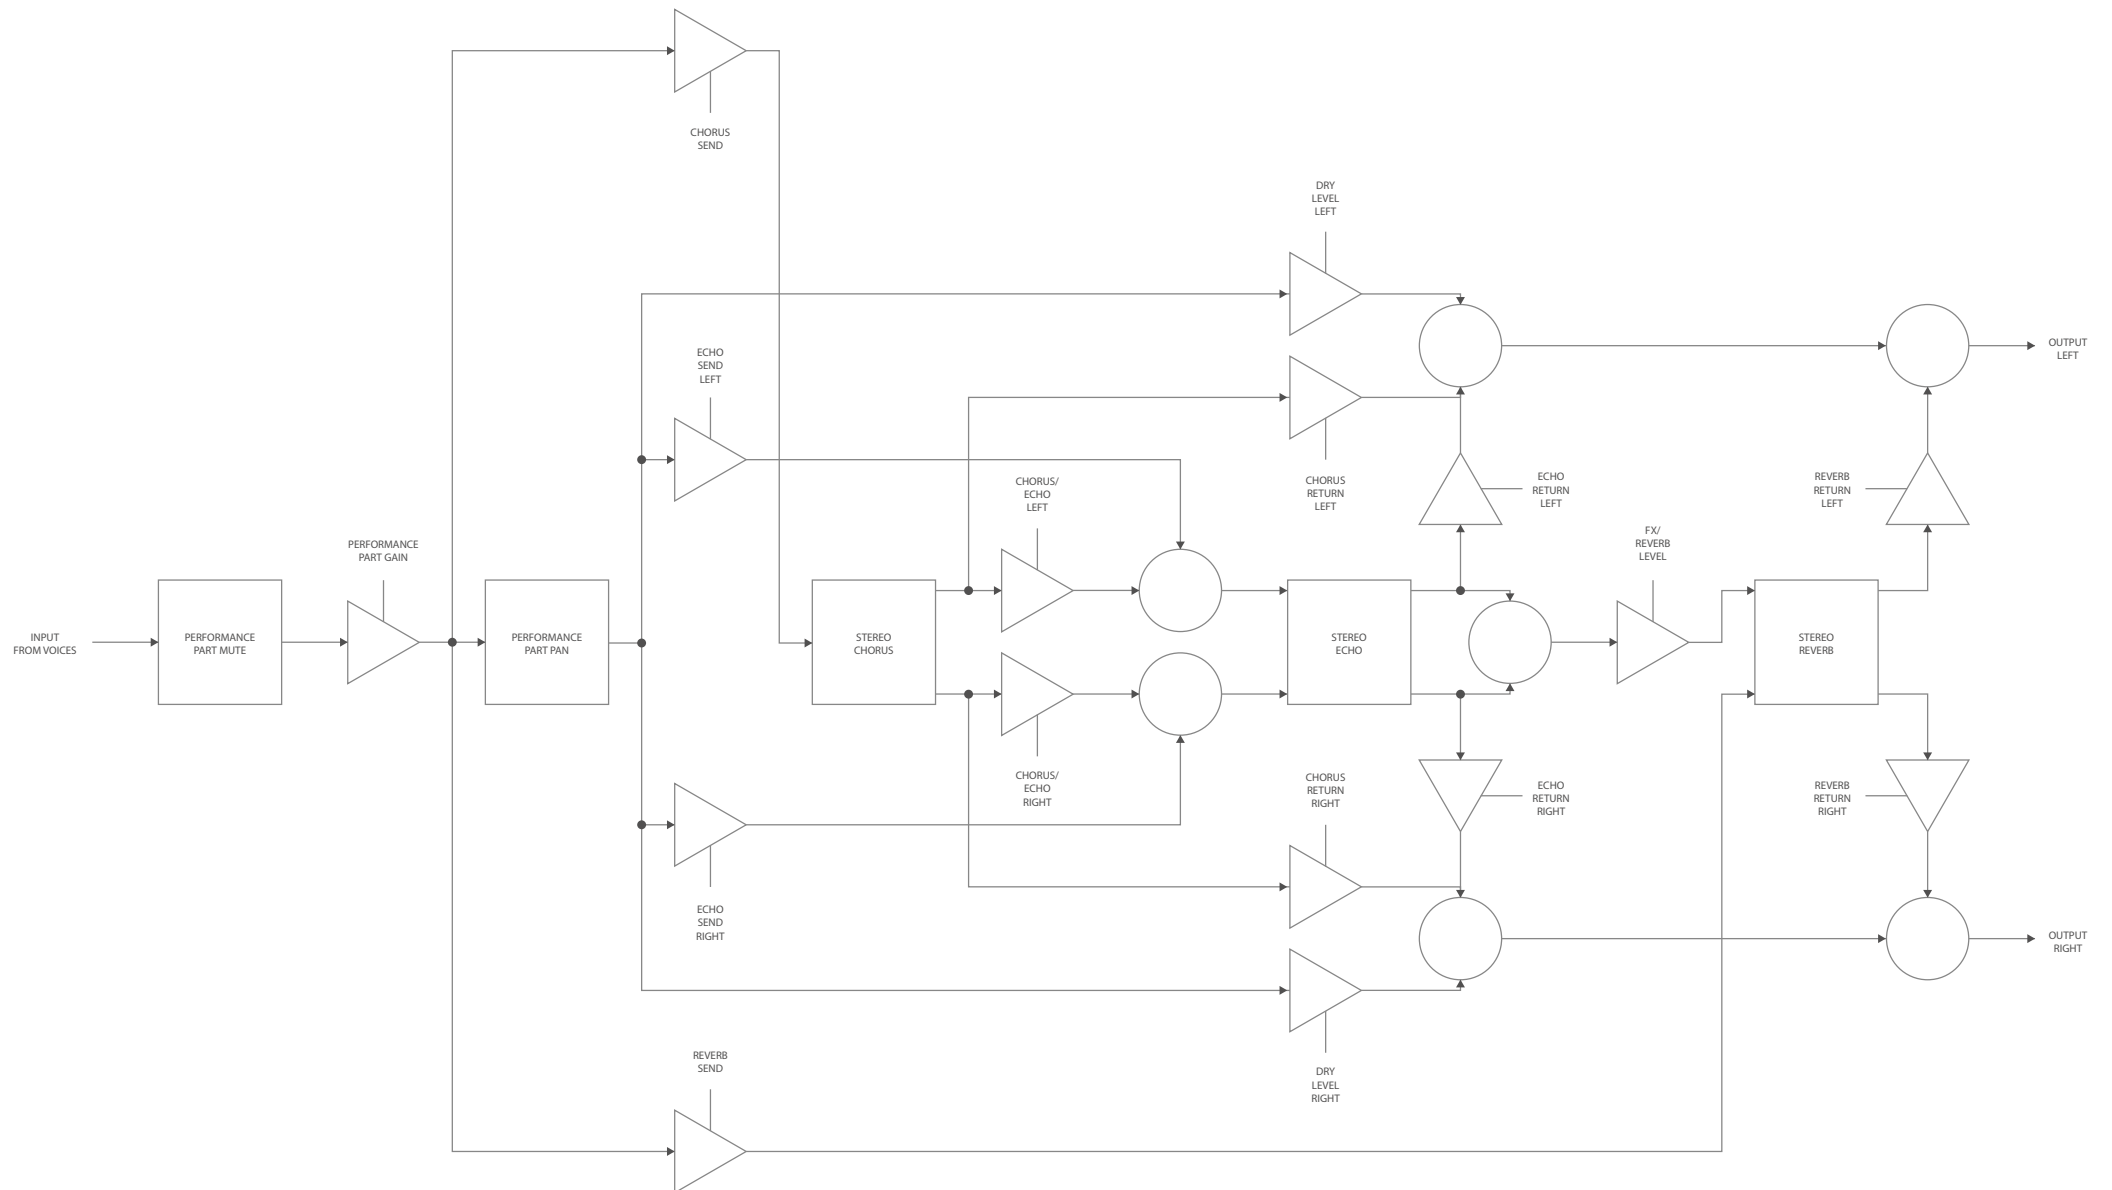 CHORUS
SEND
DRY
LEVEL
LEFT
ECHO
SEND
LEFT
CHORUS/
ECHO
LEFT
CHORUS
RETURN
LEFT
ECHO
RETURN
LEFT
REVERB
RETURN
LEFT
OUTPUT
LEFT
PERFORMANCE
PART GAIN
FX/
REVERB
LEVEL
INPUT
FROM VOICES
PERFORMANCE
PART MUTE
PERFORMANCE
PART PAN
STEREO
CHORUS
STEREO
ECHO
STEREO
REVERB
CHORUS/
ECHO
RIGHT
CHORUS
RETURN
RIGHT
ECHO
RETURN
RIGHT
REVERB
RETURN
RIGHT
ECHO
SEND
RIGHT
OUTPUT
RIGHT
REVERB
SEND
DRY
LEVEL
RIGHT